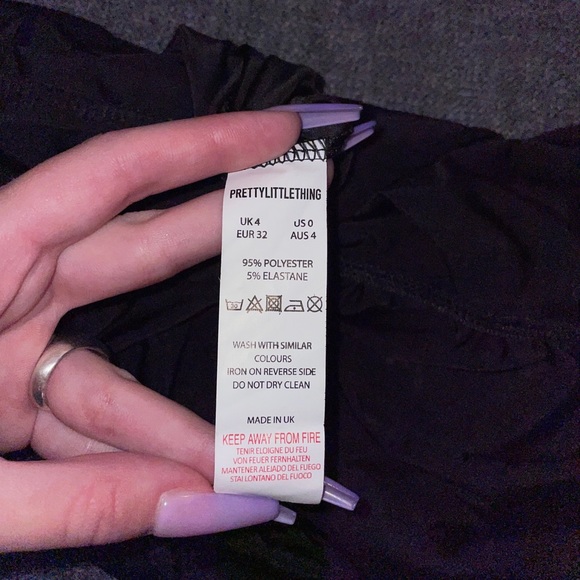 PRETTYLITTLETHING
UK 4 US 0
EUR 32 AUS 4
95% POLYESTER
5% ELASTANE
WASH WITH SIMILAR
COLOURS
IRON ON REVERSE SIDE
DO NOT DRY CLEAN
MADE IN UK
KEEP AWAY FROM FIRE
TENIR ELOIGNE DU FEU
VON FEUER FERNHALTEN
MANTENER ALEJADO DEL FUEGO
STAI LONTANO DEL FUOCO